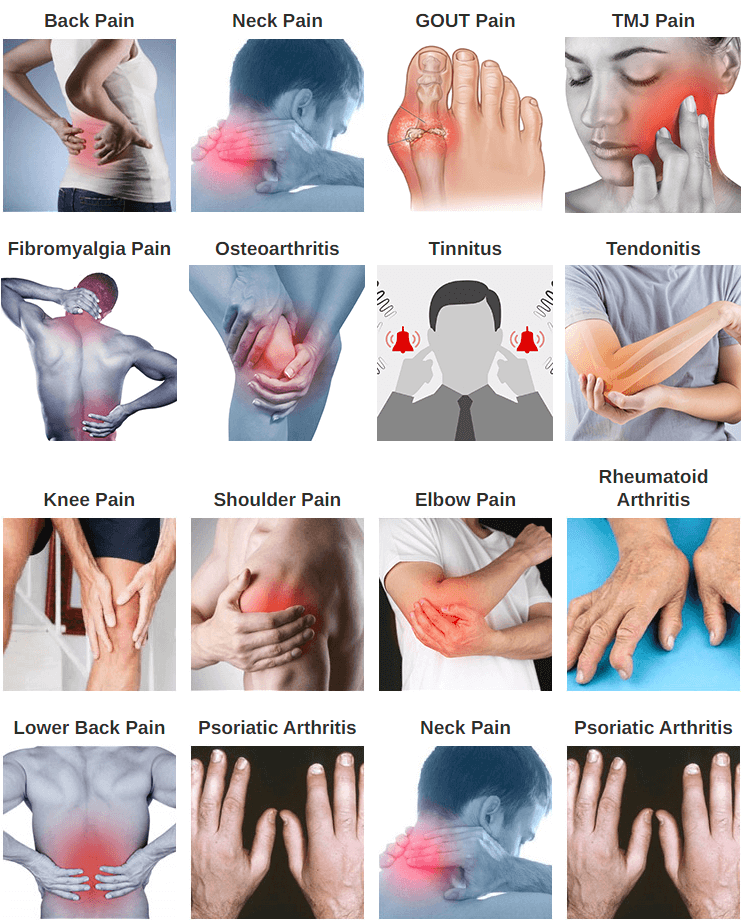 Back Pain
Neck Pain
GOUT Pain
TMJ Pain
Fibromyalgia Pain
Osteoarthritis
Tinnitus
Tendonitis
Knee Pain
Shoulder Pain
Elbow Pain
Rheumatoid
Arthritis
Lower Back Pain
Psoriatic Arthritis
Neck Pain
Psoriatic Arthritis